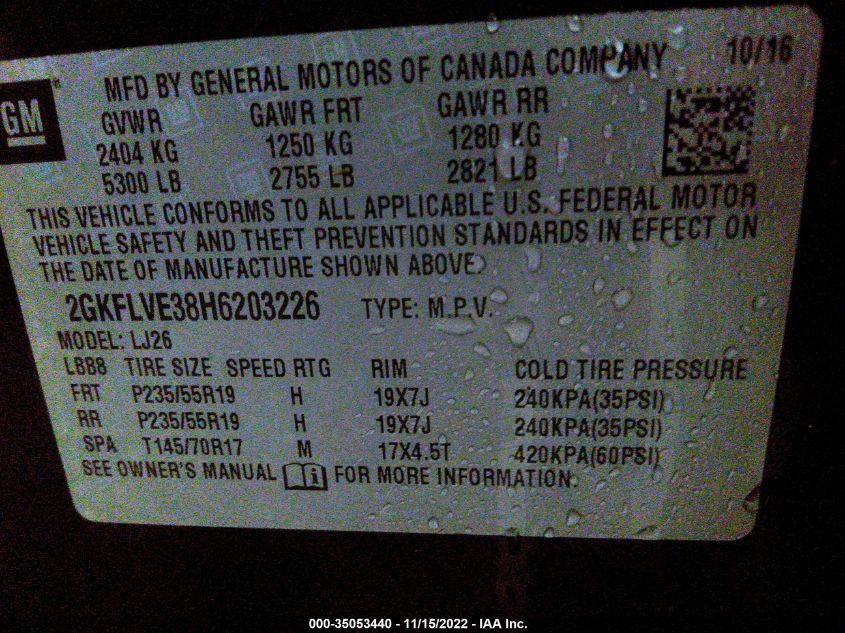 MFD BY GENERAL MOTORS OF CANADA COMPANY 10/16
GM
GVWR GAWR FRT GAWR RR
2404 KG 1250 KG 1280 KG
5300 LB 2755 LB 2821 LB
THIS VEHICLE CONFORMS TO ALL APPLICABLE U.S. FEDERAL MOTOR
VEHICLE SAFETY AND THEFT PREVENTION STANDARDS IN EFFECT ON
THE DATE OF MANUFACTURE SHOWN ABOVE.
2GKFLVE38H6203226 TYPE: M.P.V.
MODEL: LJ26
LBB8 TIRE SIZE SPEED RTG RIM COLD TIRE PRESSURE
FRT P235/55R19 H 19X7J 240KPA(35PSI)
RR P235/55R19 H 19X7J 240KPA(35PSI)
SPA T145/70R17 M 17X4.5T 420KPA(60PSI)
SEE OWNER'S MANUAL i FOR MORE INFORMATION.
000-35053440 - 11/15/2022 - IAA Inc.